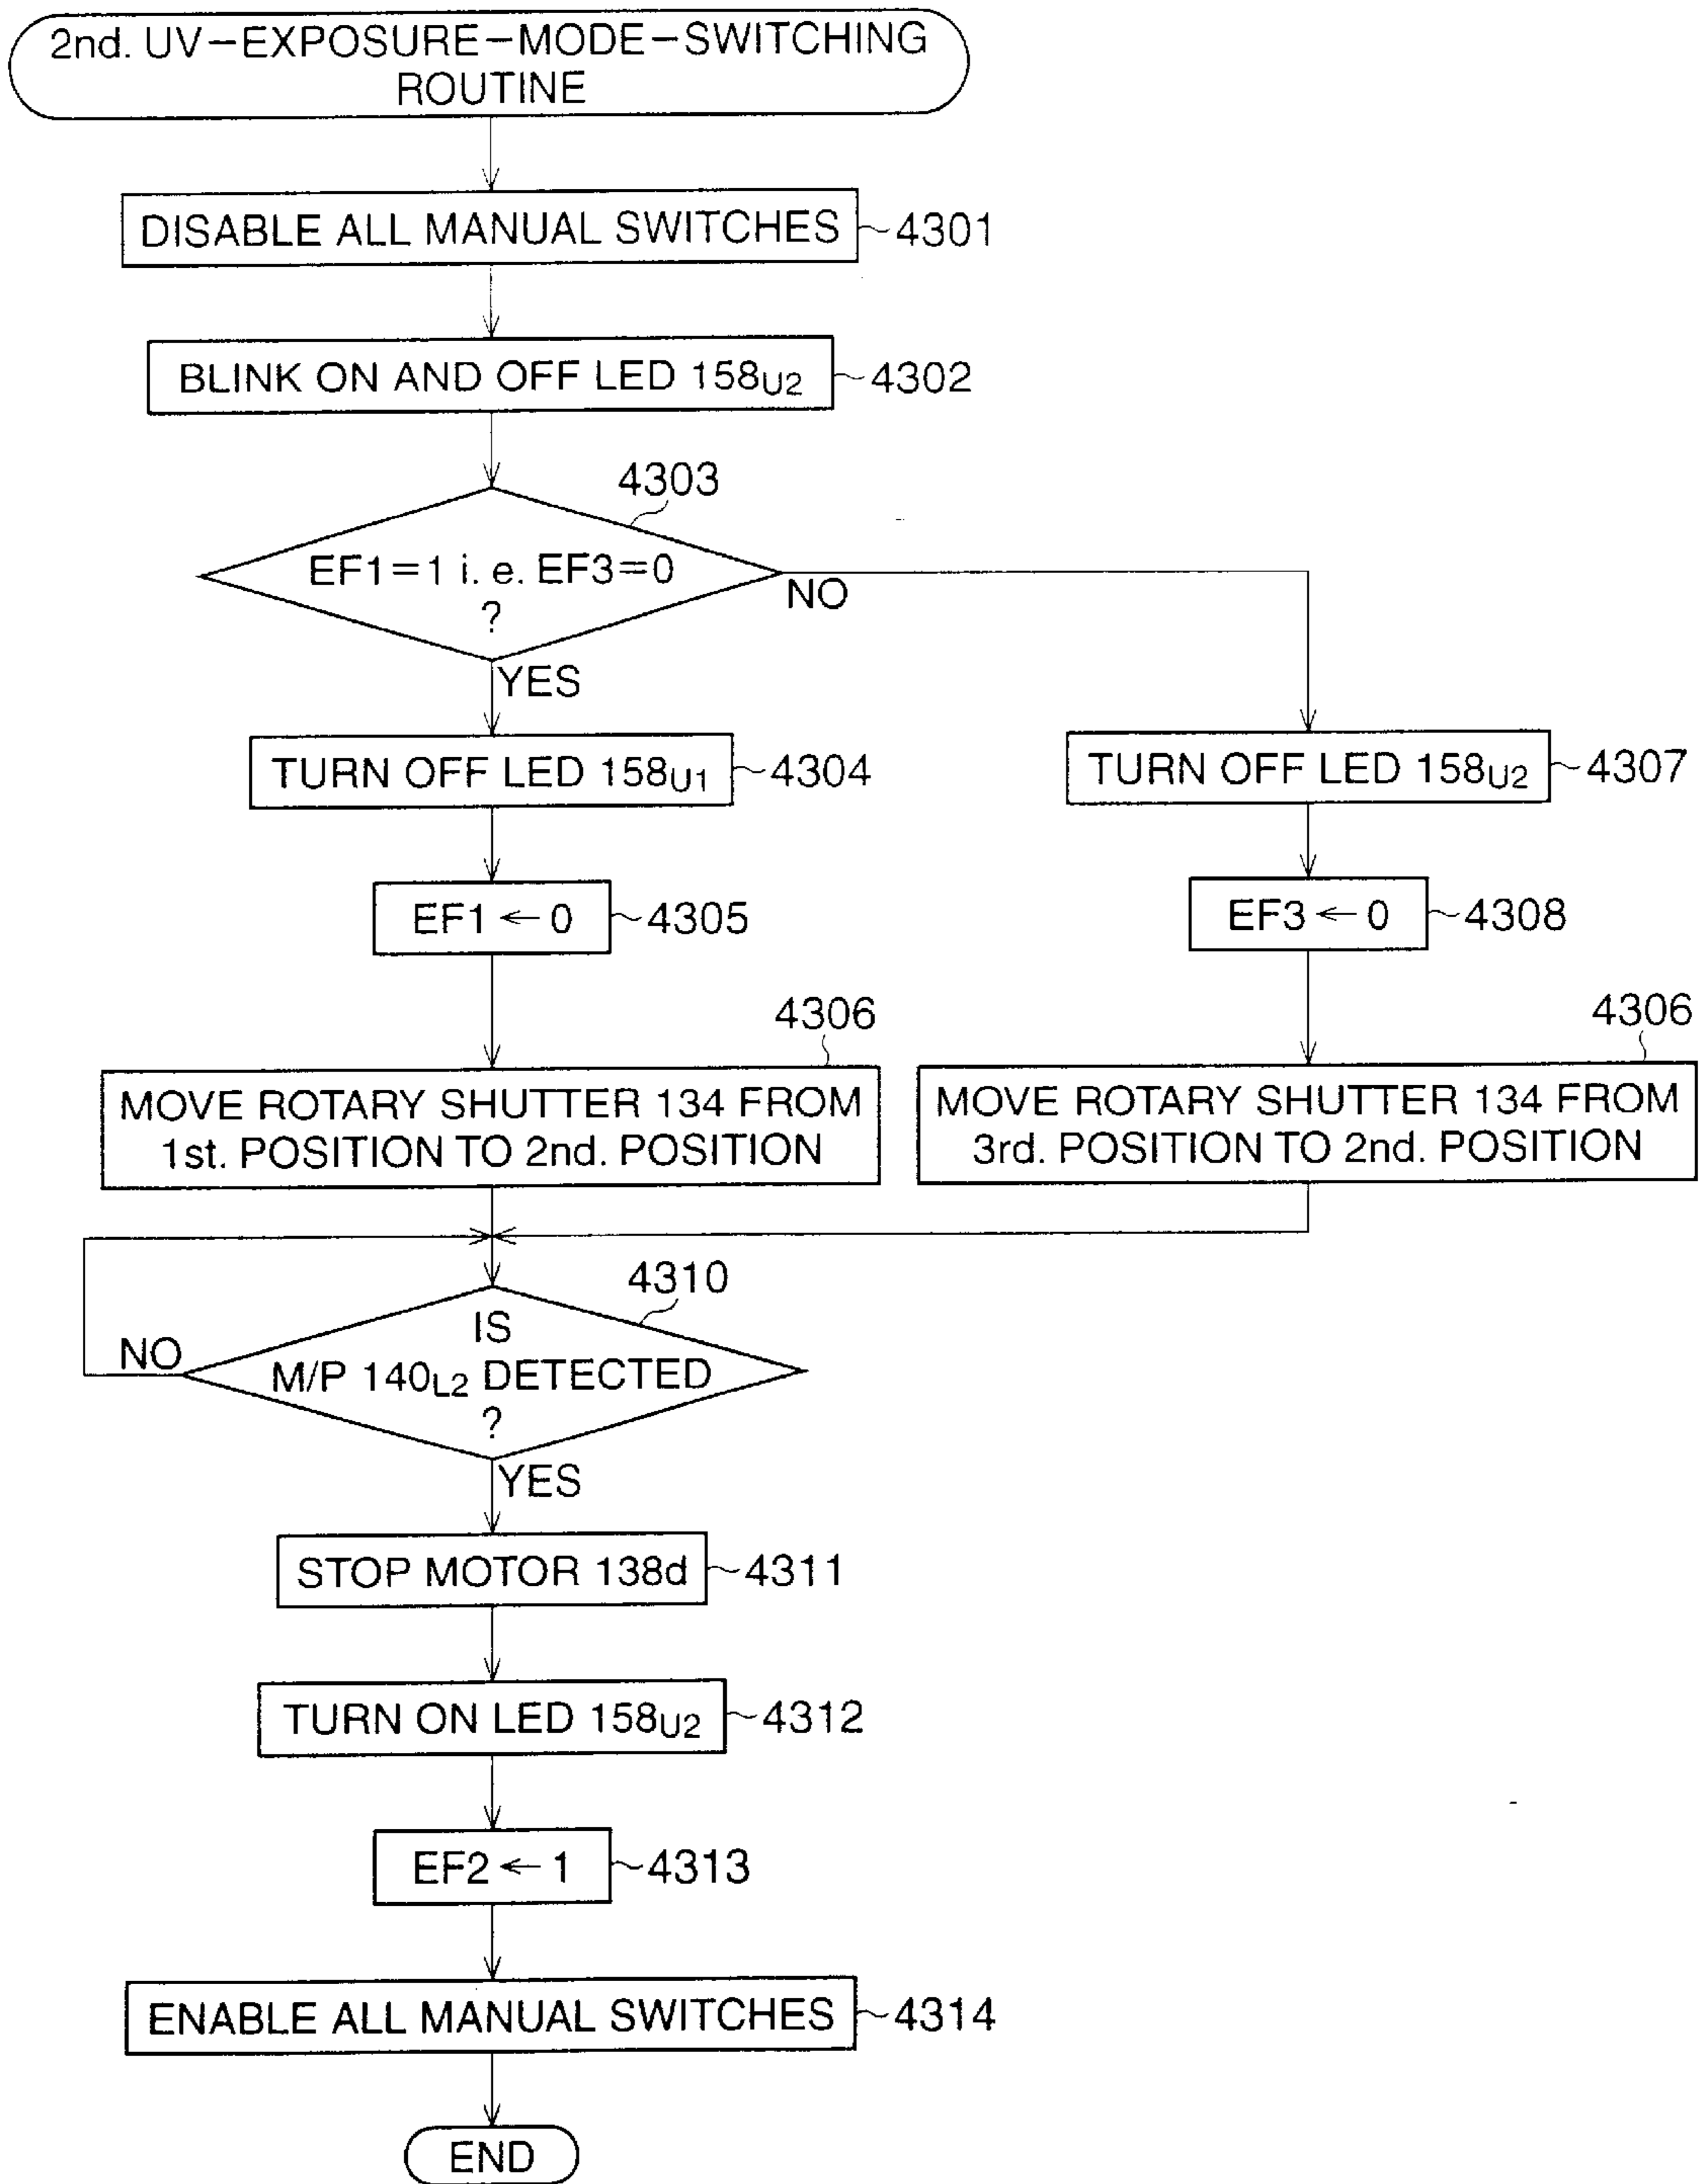 2nd. UV-EXPOSURE-MODE-SWITCHING
ROUTINE
DISABLE ALL MANUAL SWITCHES
4301
BLINK ON AND OFF LED 158U2
4302
4303
EF1=1 i. e. EF3=0
?
NO
YES
TURN OFF LED 158U1
4304
TURN OFF LED 158U2
4307
EF1 ← 0
4305
EF3 ← 0
4308
4306
MOVE ROTARY SHUTTER 134 FROM
1st. POSITION TO 2nd. POSITION
4306
MOVE ROTARY SHUTTER 134 FROM
3rd. POSITION TO 2nd. POSITION
4310
IS
M/P 140L2 DETECTED
?
NO
YES
STOP MOTOR 138d
4311
TURN ON LED 158U2
4312
EF2 ← 1
4313
ENABLE ALL MANUAL SWITCHES
4314
END